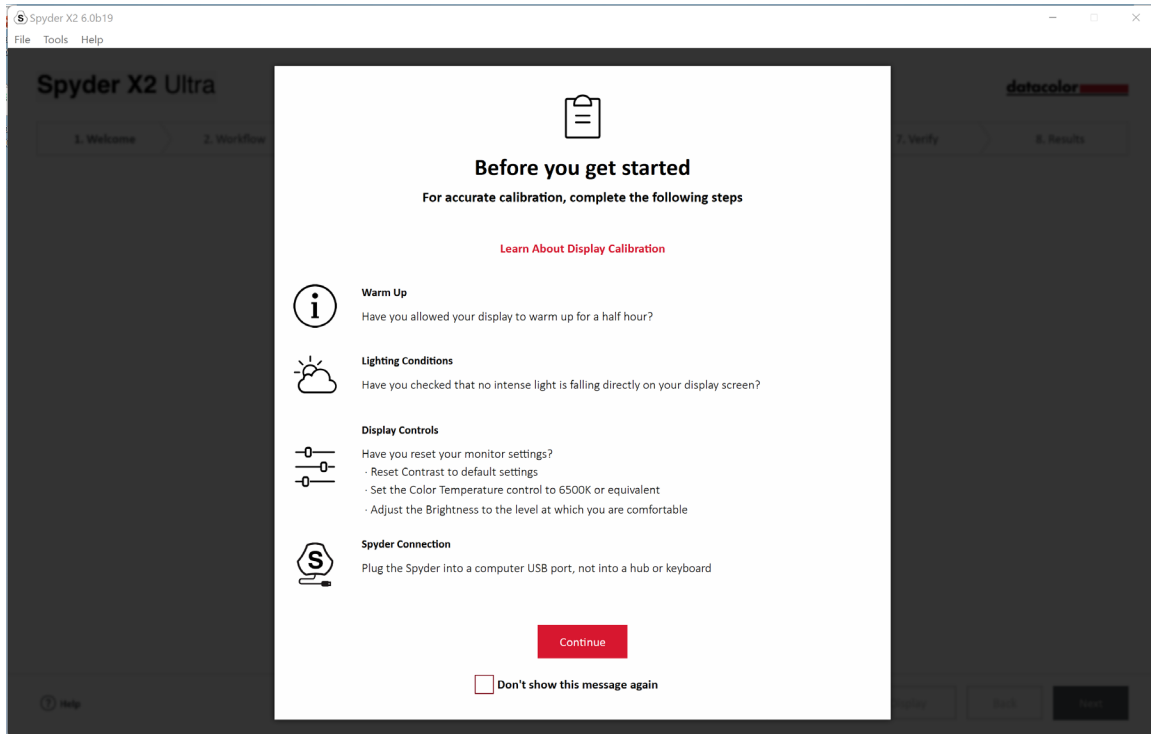 Spyder X2 6.0b19
File Tools Help
Spyder X2 Ultra
datacolor
1. Welcome
2. Workflow
7. Verify
8. Results
Before you get started
For accurate calibration, complete the following steps
Learn About Display Calibration
Warm Up
Have you allowed your display to warm up for a half hour?
Lighting Conditions
Have you checked that no intense light is falling directly on your display screen?
Display Controls
Have you reset your monitor settings?
· Reset Contrast to default settings
· Set the Color Temperature control to 6500K or equivalent
· Adjust the Brightness to the level at which you are comfortable
S
Spyder Connection
Plug the Spyder into a computer USB port, not into a hub or keyboard
Continue
Don't show this message again
? Help
Back
Next